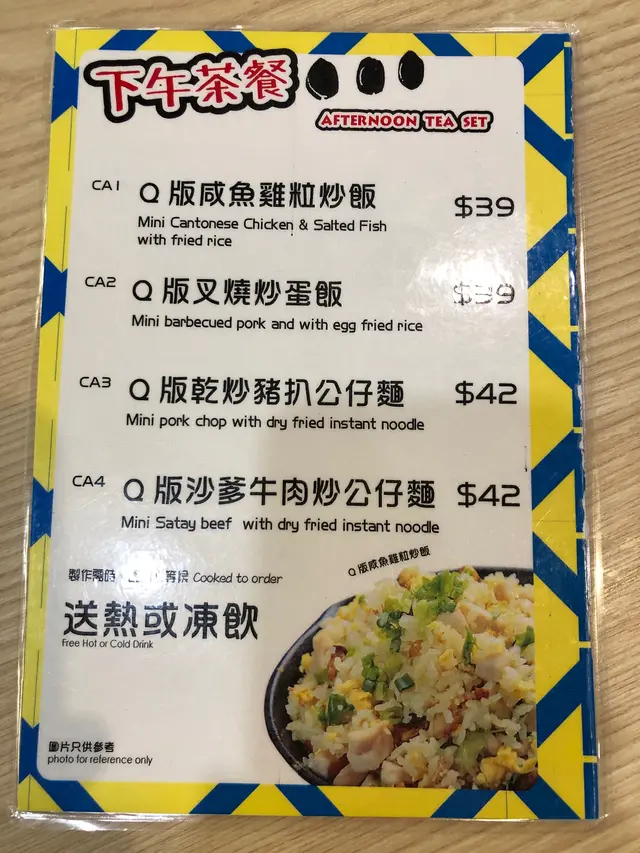 下午茶餐
AFTERNOON TEA SET
CA1 Q 版咸魚雞粒炒飯 $39
Mini Cantonese Chicken & Salted Fish
with fried rice
CA2 Q 版叉燒炒蛋飯 $39
Mini barbecued pork and with egg fried rice
CA3 Q 版乾炒豬扒公仔麵 $42
Mini pork chop with dry fried instant noodle
CA4 Q 版沙爹牛肉炒公仔麵 $42
Mini Satay beef with dry fried instant noodle
製作需時 Cooked to order
Q 版咸魚雞粒炒飯
送熱或凍飲
Free Hot or Cold Drink
圖片只供參考
photo for reference only